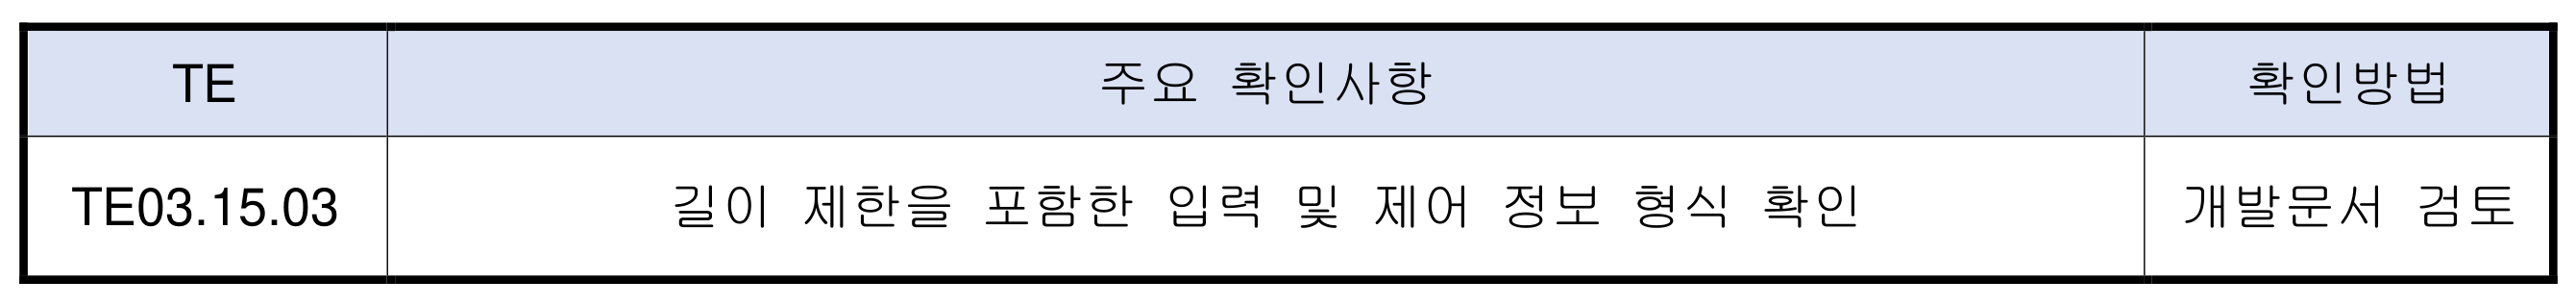 TE 주요 확인사항 확인방법
TE03.15.03 길이 제한을 포함한 입력 및 제어 정보 형식 확인 개발문서 검토